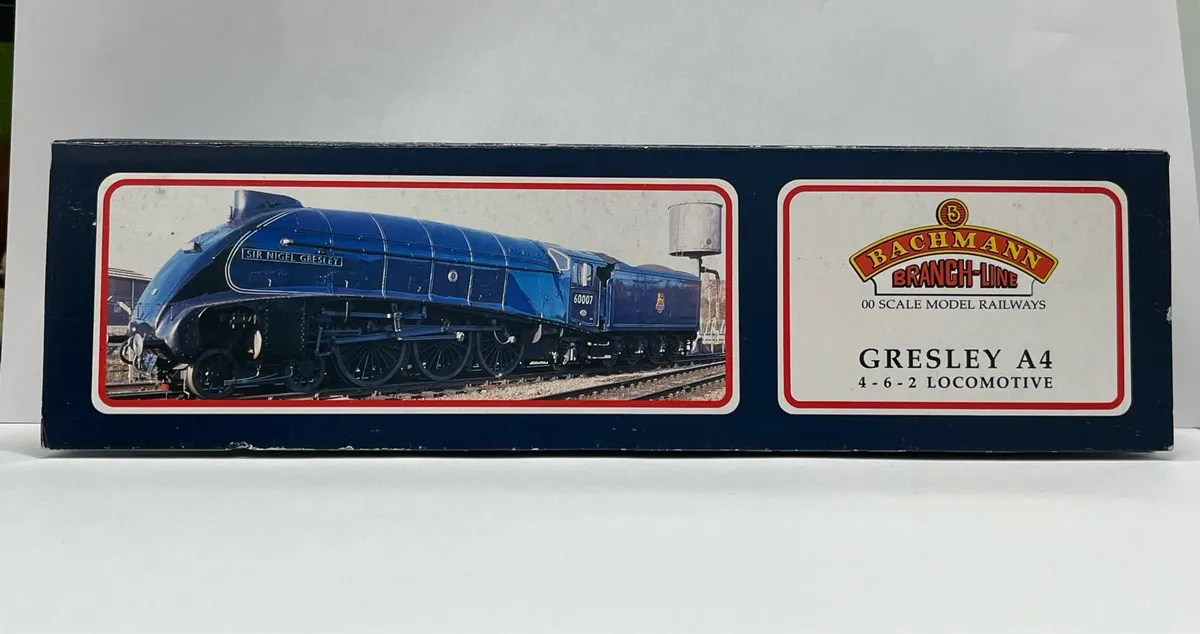 SIR NIGEL GRESLEY
60007
B
BACHMANN
BRANCH-LINE
00 SCALE MODEL RAILWAYS
GRESLEY A4
4-6-2 LOCOMOTIVE